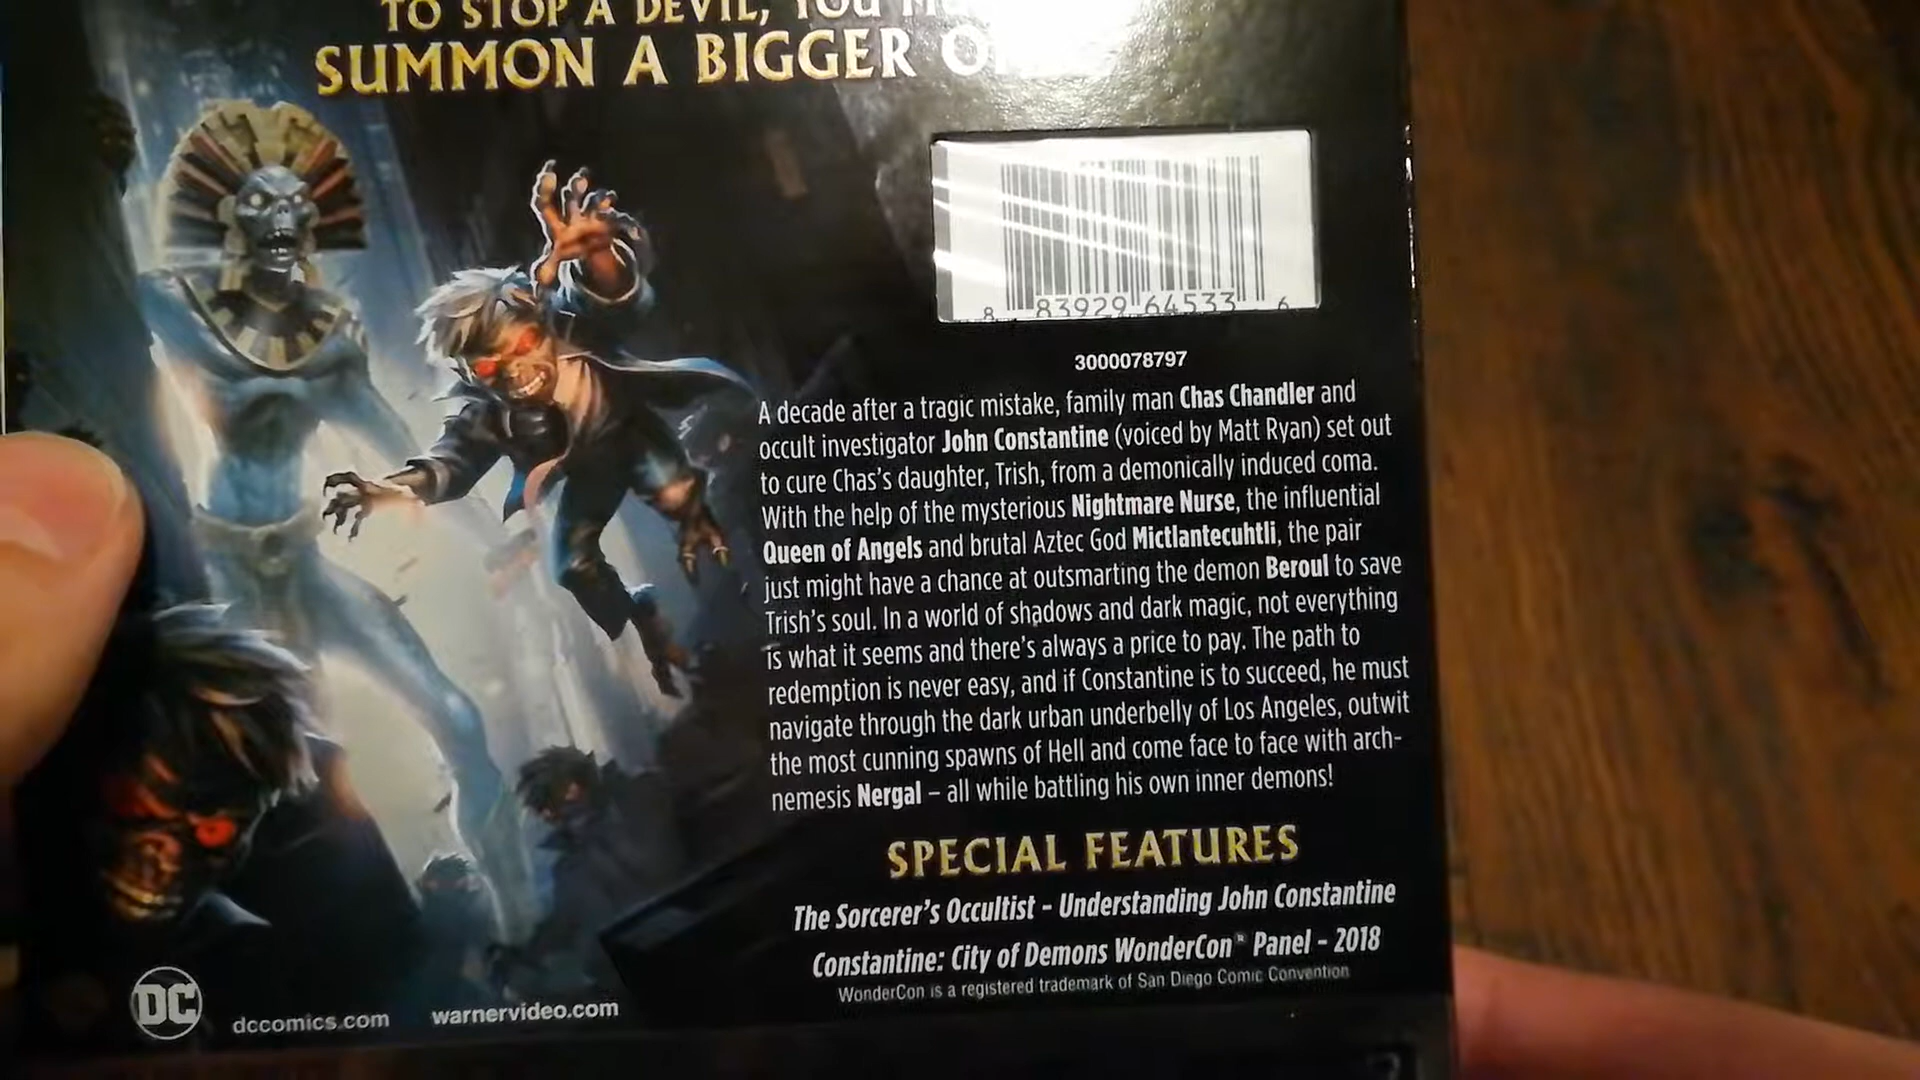 TO STOP A DEVIL, YOU
SUMMON A BIGGER
8 83929 64533 6
3000078797
A decade after a tragic mistake, family man Chas Chandler and
occult investigator John Constantine (voiced by Matt Ryan) set out
to cure Chas's daughter, Trish, from a demonically induced coma.
With the help of the mysterious Nightmare Nurse, the influential
Queen of Angels and brutal Aztec God Mictlantecuhtli, the pair
just might have a chance at outsmarting the demon Beroul to save
Trish's soul. In a world of shadows and dark magic, not everything
is what it seems and there's always a price to pay. The path to
redemption is never easy, and if Constantine is to succeed, he must
navigate through the dark urban underbelly of Los Angeles, outwit
the most cunning spawns of Hell and come face to face with arch-
nemesis Nergal – all while battling his own inner demons!
SPECIAL FEATURES
The Sorcerer's Occultist - Understanding John Constantine
Constantine: City of Demons WonderCon® Panel - 2018
WonderCon is a registered trademark of San Diego Comic Convention
DC dccomics.com warnervideo.com